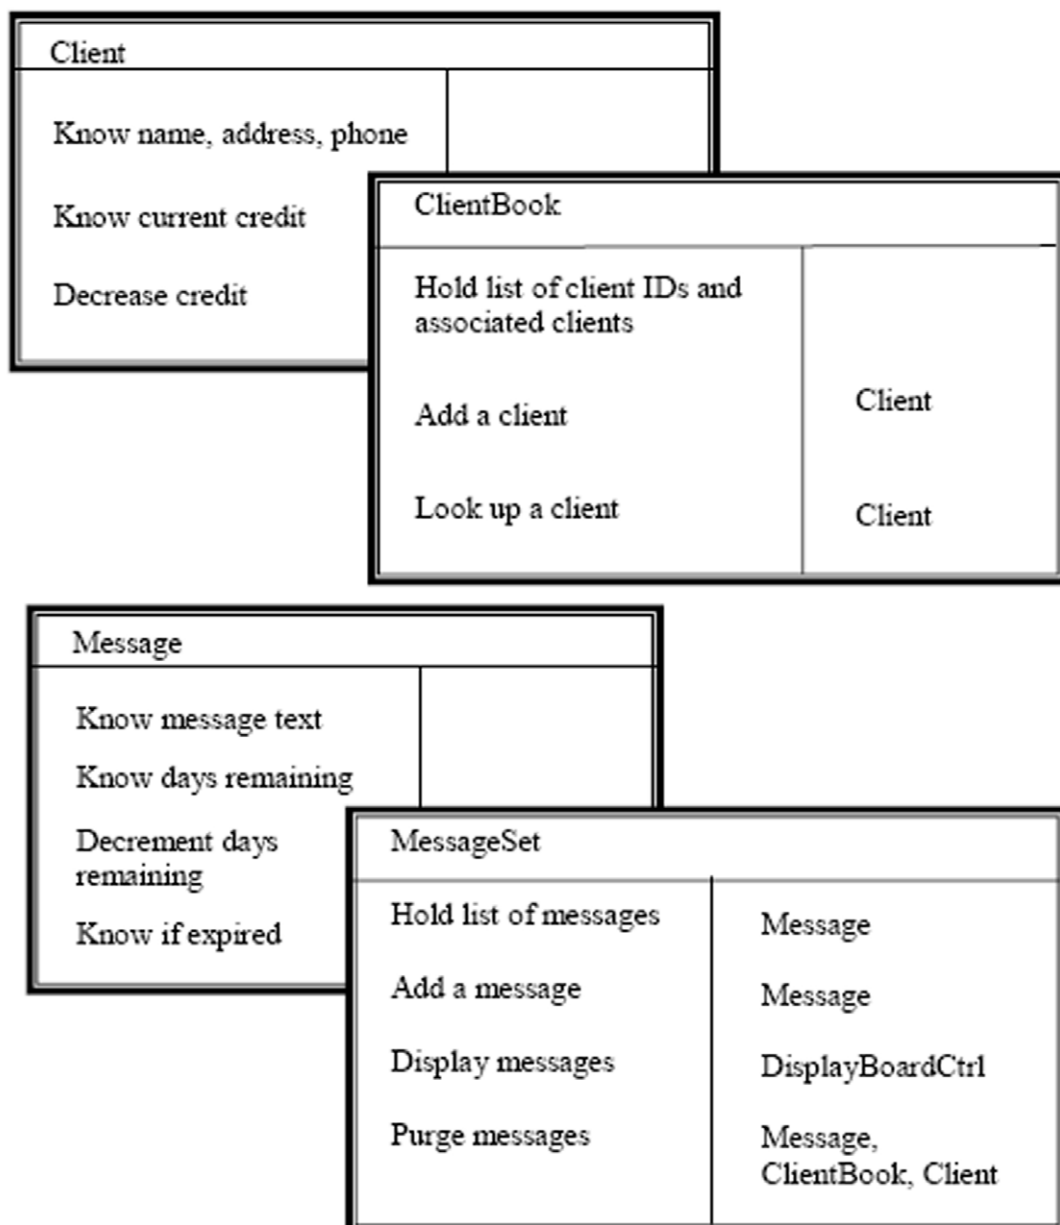 Client
Know name, address, phone
Know current credit
Decrease credit
ClientBook
Hold list of client IDs and
associated clients
Add a client
Client
Look up a client
Client
Message
Know message text
Know days remaining
Decrement days
remaining
Know if expired
MessageSet
Hold list of messages
Message
Add a message
Message
Display messages
DisplayBoardCtrl
Purge messages
Message,
ClientBook, Client